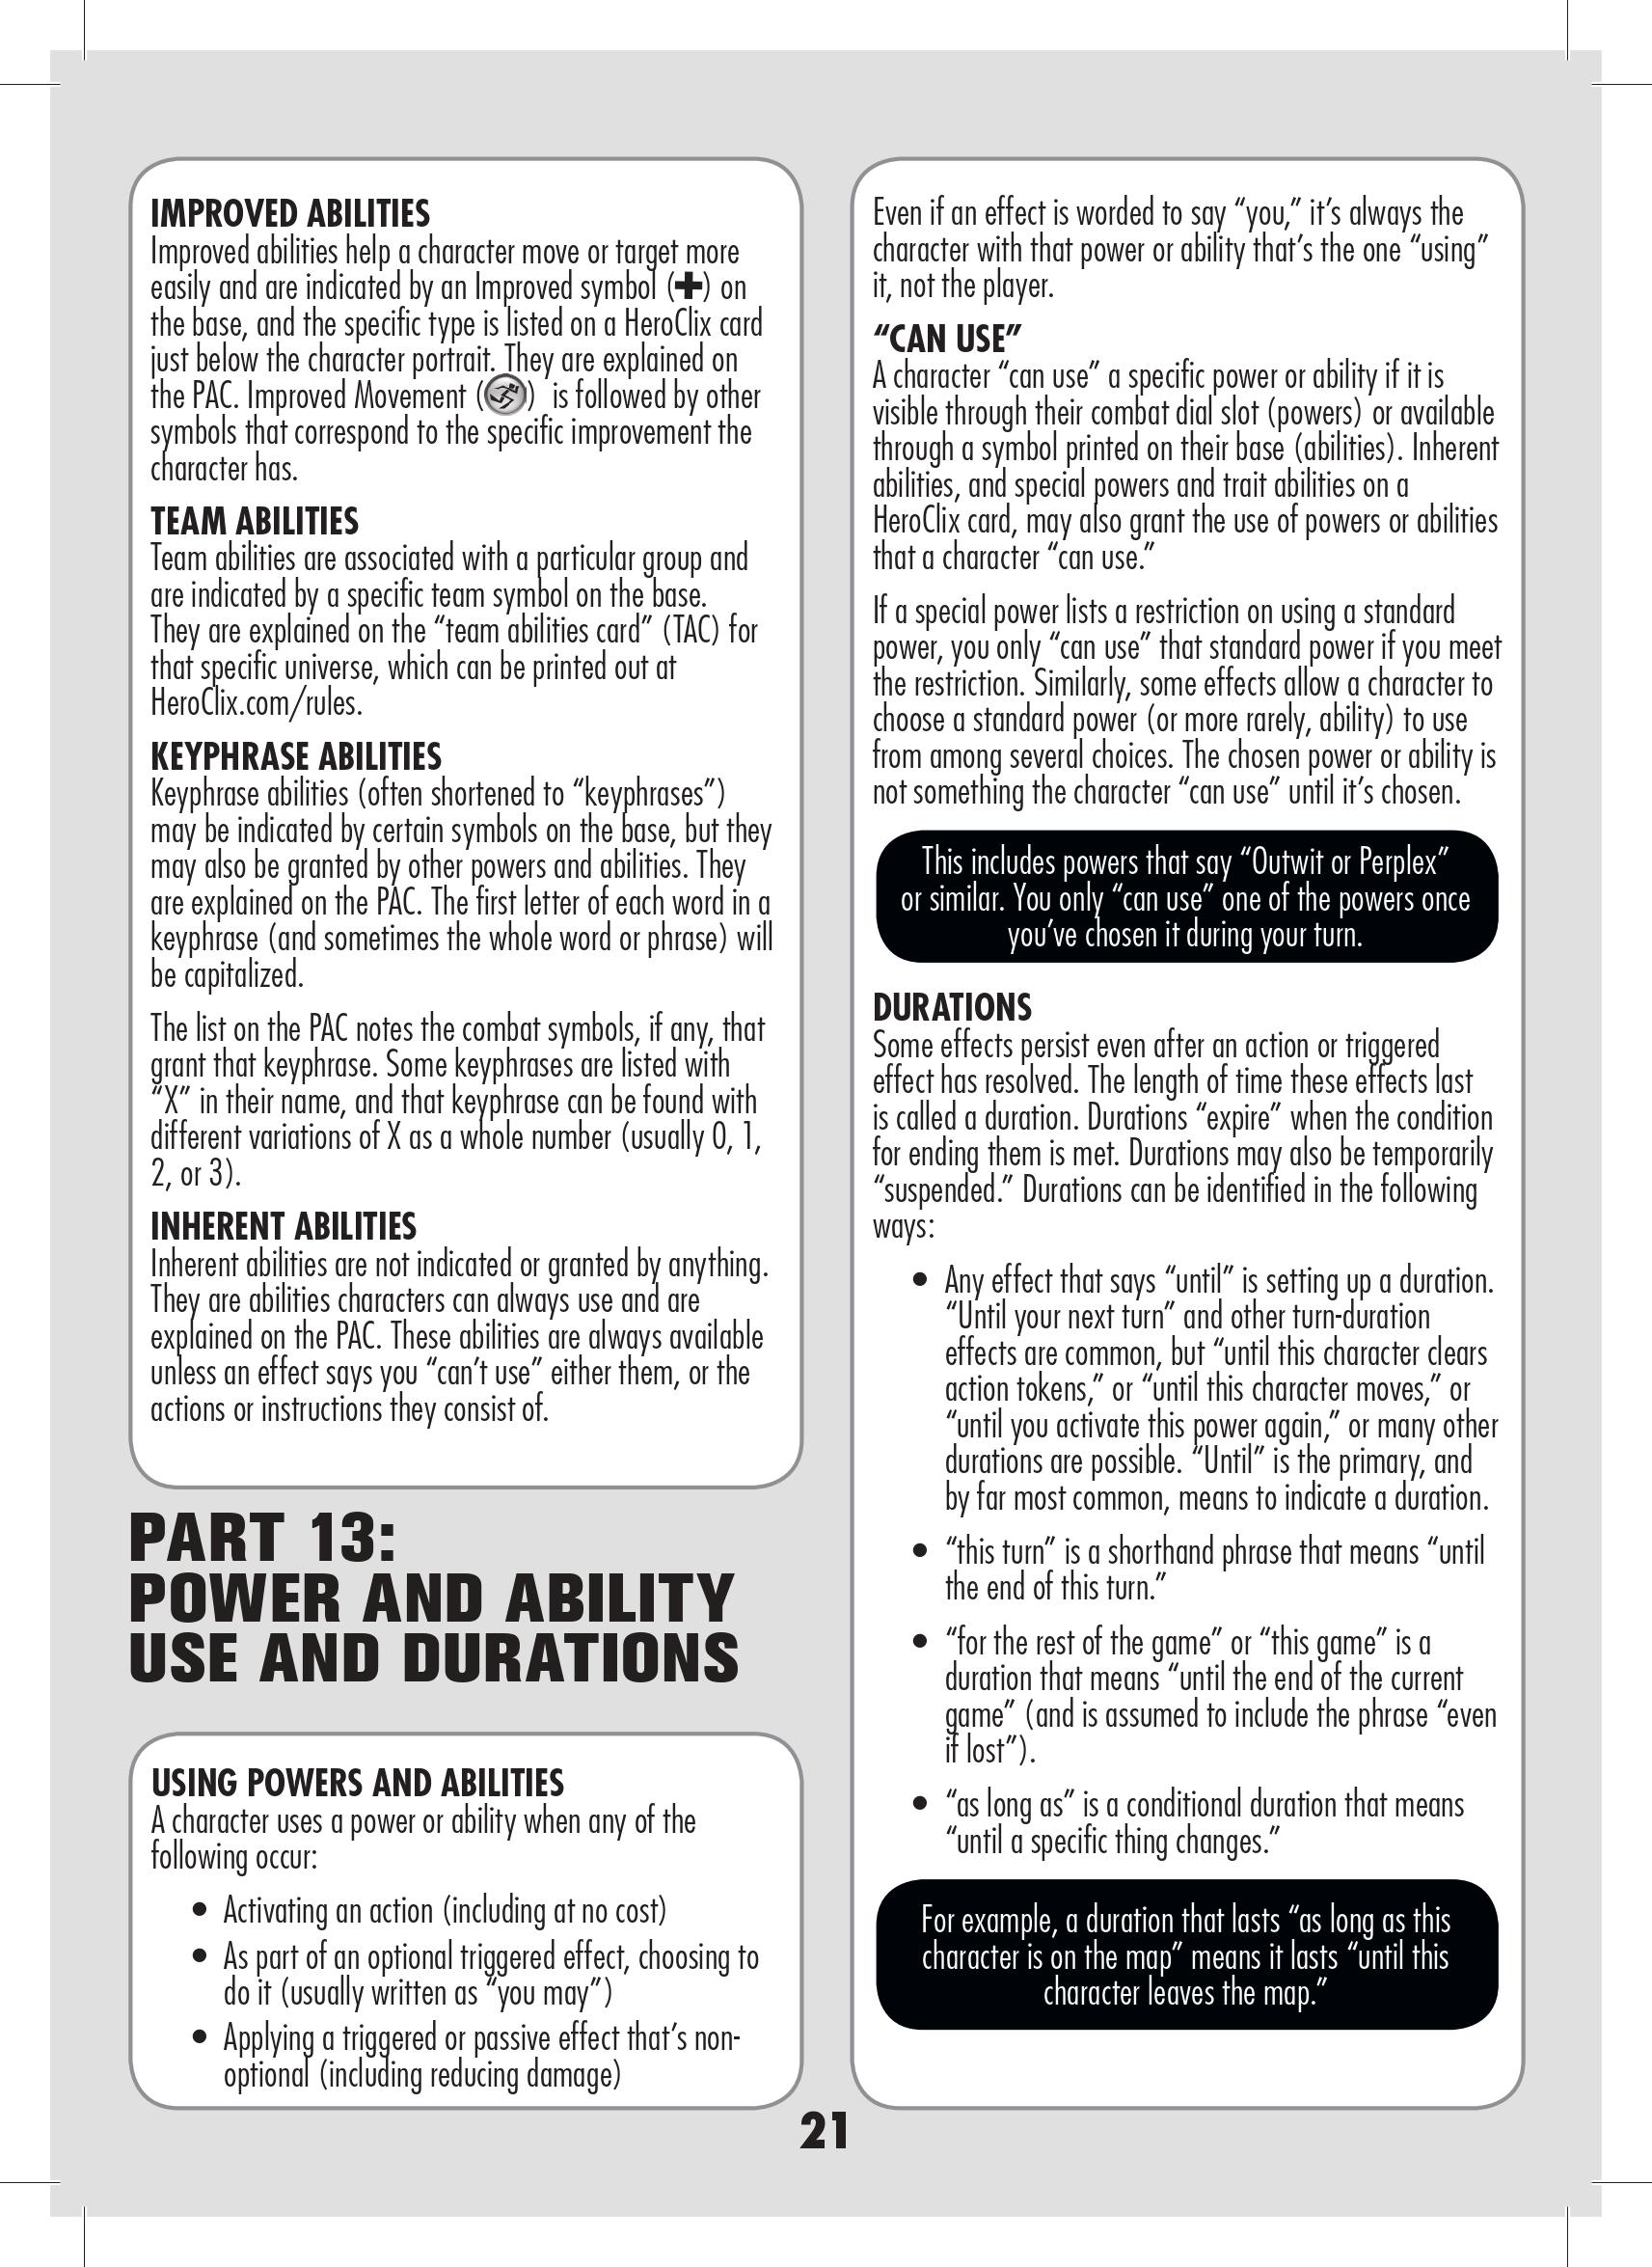 IMPROVED ABILITIES
Improved abilities help a character move or target more
easily and are indicated by an Improved symbol (✚) on
the base, and the specific type is listed on a HeroClix card
just below the character portrait. They are explained on
the PAC. Improved Movement ( ) is followed by other
symbols that correspond to the specific improvement the
character has.
TEAM ABILITIES
Team abilities are associated with a particular group and
are indicated by a specific team symbol on the base.
They are explained on the “team abilities card” (TAC) for
that specific universe, which can be printed out at
HeroClix.com/rules.
KEYPHRASE ABILITIES
Keyphrase abilities (often shortened to “keyphrases”)
may be indicated by certain symbols on the base, but they
may also be granted by other powers and abilities. They
are explained on the PAC. The first letter of each word in a
keyphrase (and sometimes the whole word or phrase) will
be capitalized.
The list on the PAC notes the combat symbols, if any, that
grant that keyphrase. Some keyphrases are listed with
“X” in their name, and that keyphrase can be found with
different variations of X as a whole number (usually 0, 1,
2, or 3).
INHERENT ABILITIES
Inherent abilities are not indicated or granted by anything.
They are abilities characters can always use and are
explained on the PAC. These abilities are always available
unless an effect says you “can’t use” either them, or the
actions or instructions they consist of.
PART 13:
POWER AND ABILITY
USE AND DURATIONS
USING POWERS AND ABILITIES
A character uses a power or ability when any of the
following occur:
• Activating an action (including at no cost)
• As part of an optional triggered effect, choosing to
do it (usually written as “you may”)
• Applying a triggered or passive effect that’s non-
optional (including reducing damage)
Even if an effect is worded to say “you,” it’s always the
character with that power or ability that’s the one “using”
it, not the player.
“CAN USE”
A character “can use” a specific power or ability if it is
visible through their combat dial slot (powers) or available
through a symbol printed on their base (abilities). Inherent
abilities, and special powers and trait abilities on a
HeroClix card, may also grant the use of powers or abilities
that a character “can use.”
If a special power lists a restriction on using a standard
power, you only “can use” that standard power if you meet
the restriction. Similarly, some effects allow a character to
choose a standard power (or more rarely, ability) to use
from among several choices. The chosen power or ability is
not something the character “can use” until it’s chosen.
This includes powers that say “Outwit or Perplex”
or similar. You only “can use” one of the powers once
you’ve chosen it during your turn.
DURATIONS
Some effects persist even after an action or triggered
effect has resolved. The length of time these effects last
is called a duration. Durations “expire” when the condition
for ending them is met. Durations may also be temporarily
“suspended.” Durations can be identified in the following
ways:
• Any effect that says “until” is setting up a duration.
“Until your next turn” and other turn-duration
effects are common, but “until this character clears
action tokens,” or “until this character moves,” or
“until you activate this power again,” or many other
durations are possible. “Until” is the primary, and
by far most common, means to indicate a duration.
• “this turn” is a shorthand phrase that means “until
the end of this turn.”
• “for the rest of the game” or “this game” is a
duration that means “until the end of the current
game” (and is assumed to include the phrase “even
if lost”).
• “as long as” is a conditional duration that means
“until a specific thing changes.”
For example, a duration that lasts “as long as this
character is on the map” means it lasts “until this
character leaves the map.”
21